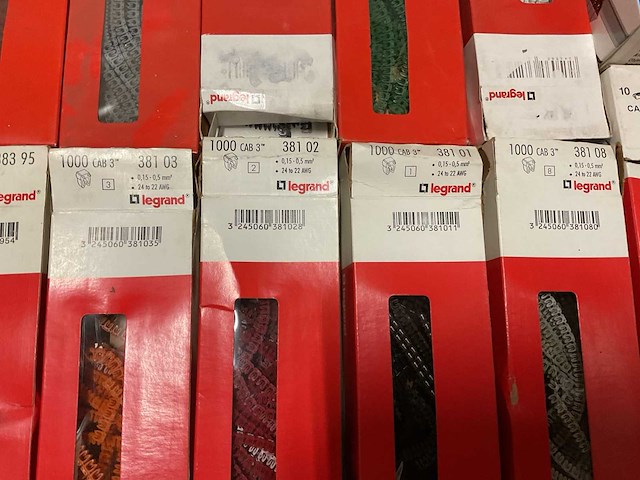 legrand®
legrand®
10
CA
83 95
legrand®
954
1000 CAB 3™ 381 03
3
• 0,15-0,5 mm²
• 24 to 22 AWG
legrand®
3 245060 381035
1000 CAB 3™ 381 02
2
• 0,15-0,5 mm²
• 24 to 22 AWG
legrand®
3 245060 381028
1000 CAB 3™ 381 01
1
• 0,15-0,5 mm²
• 24 to 22 AWG
legrand®
3 245060 381011
1000 CAB 3™ 381 08
8
• 0,15-0,5 mm²
• 24 to 22 AWG
legrand®
3 245060 381080